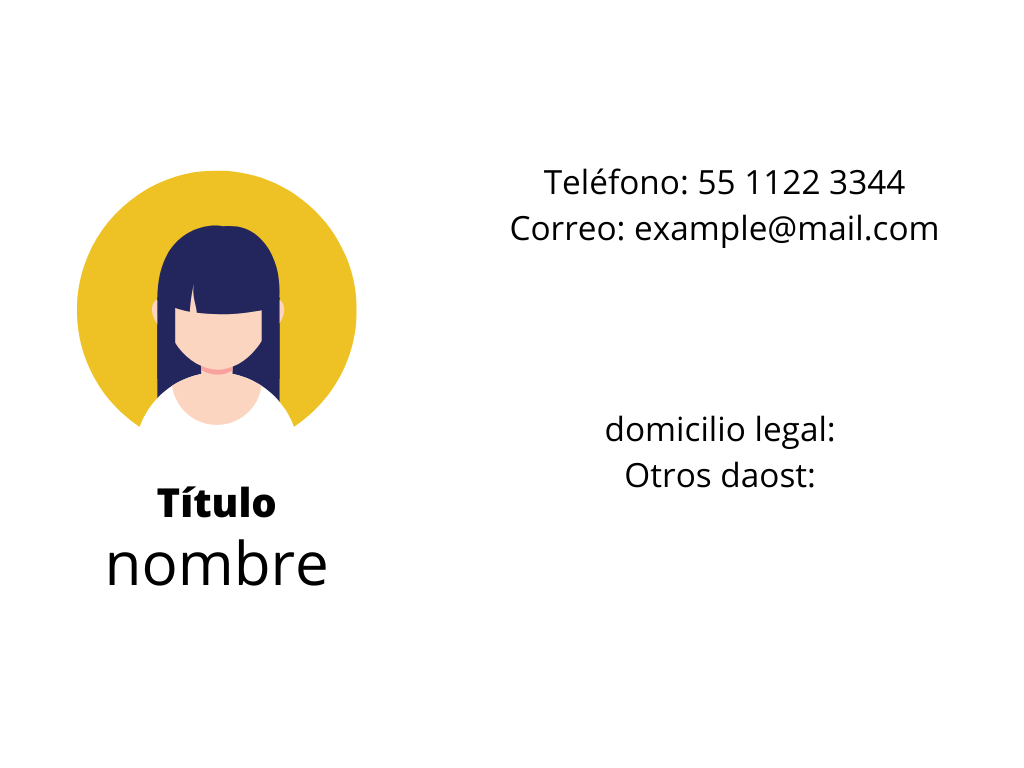 Teléfono: 55 1122 3344
Correo: example@mail.com
domicilio legal:
Otros daost:
Título
nombre